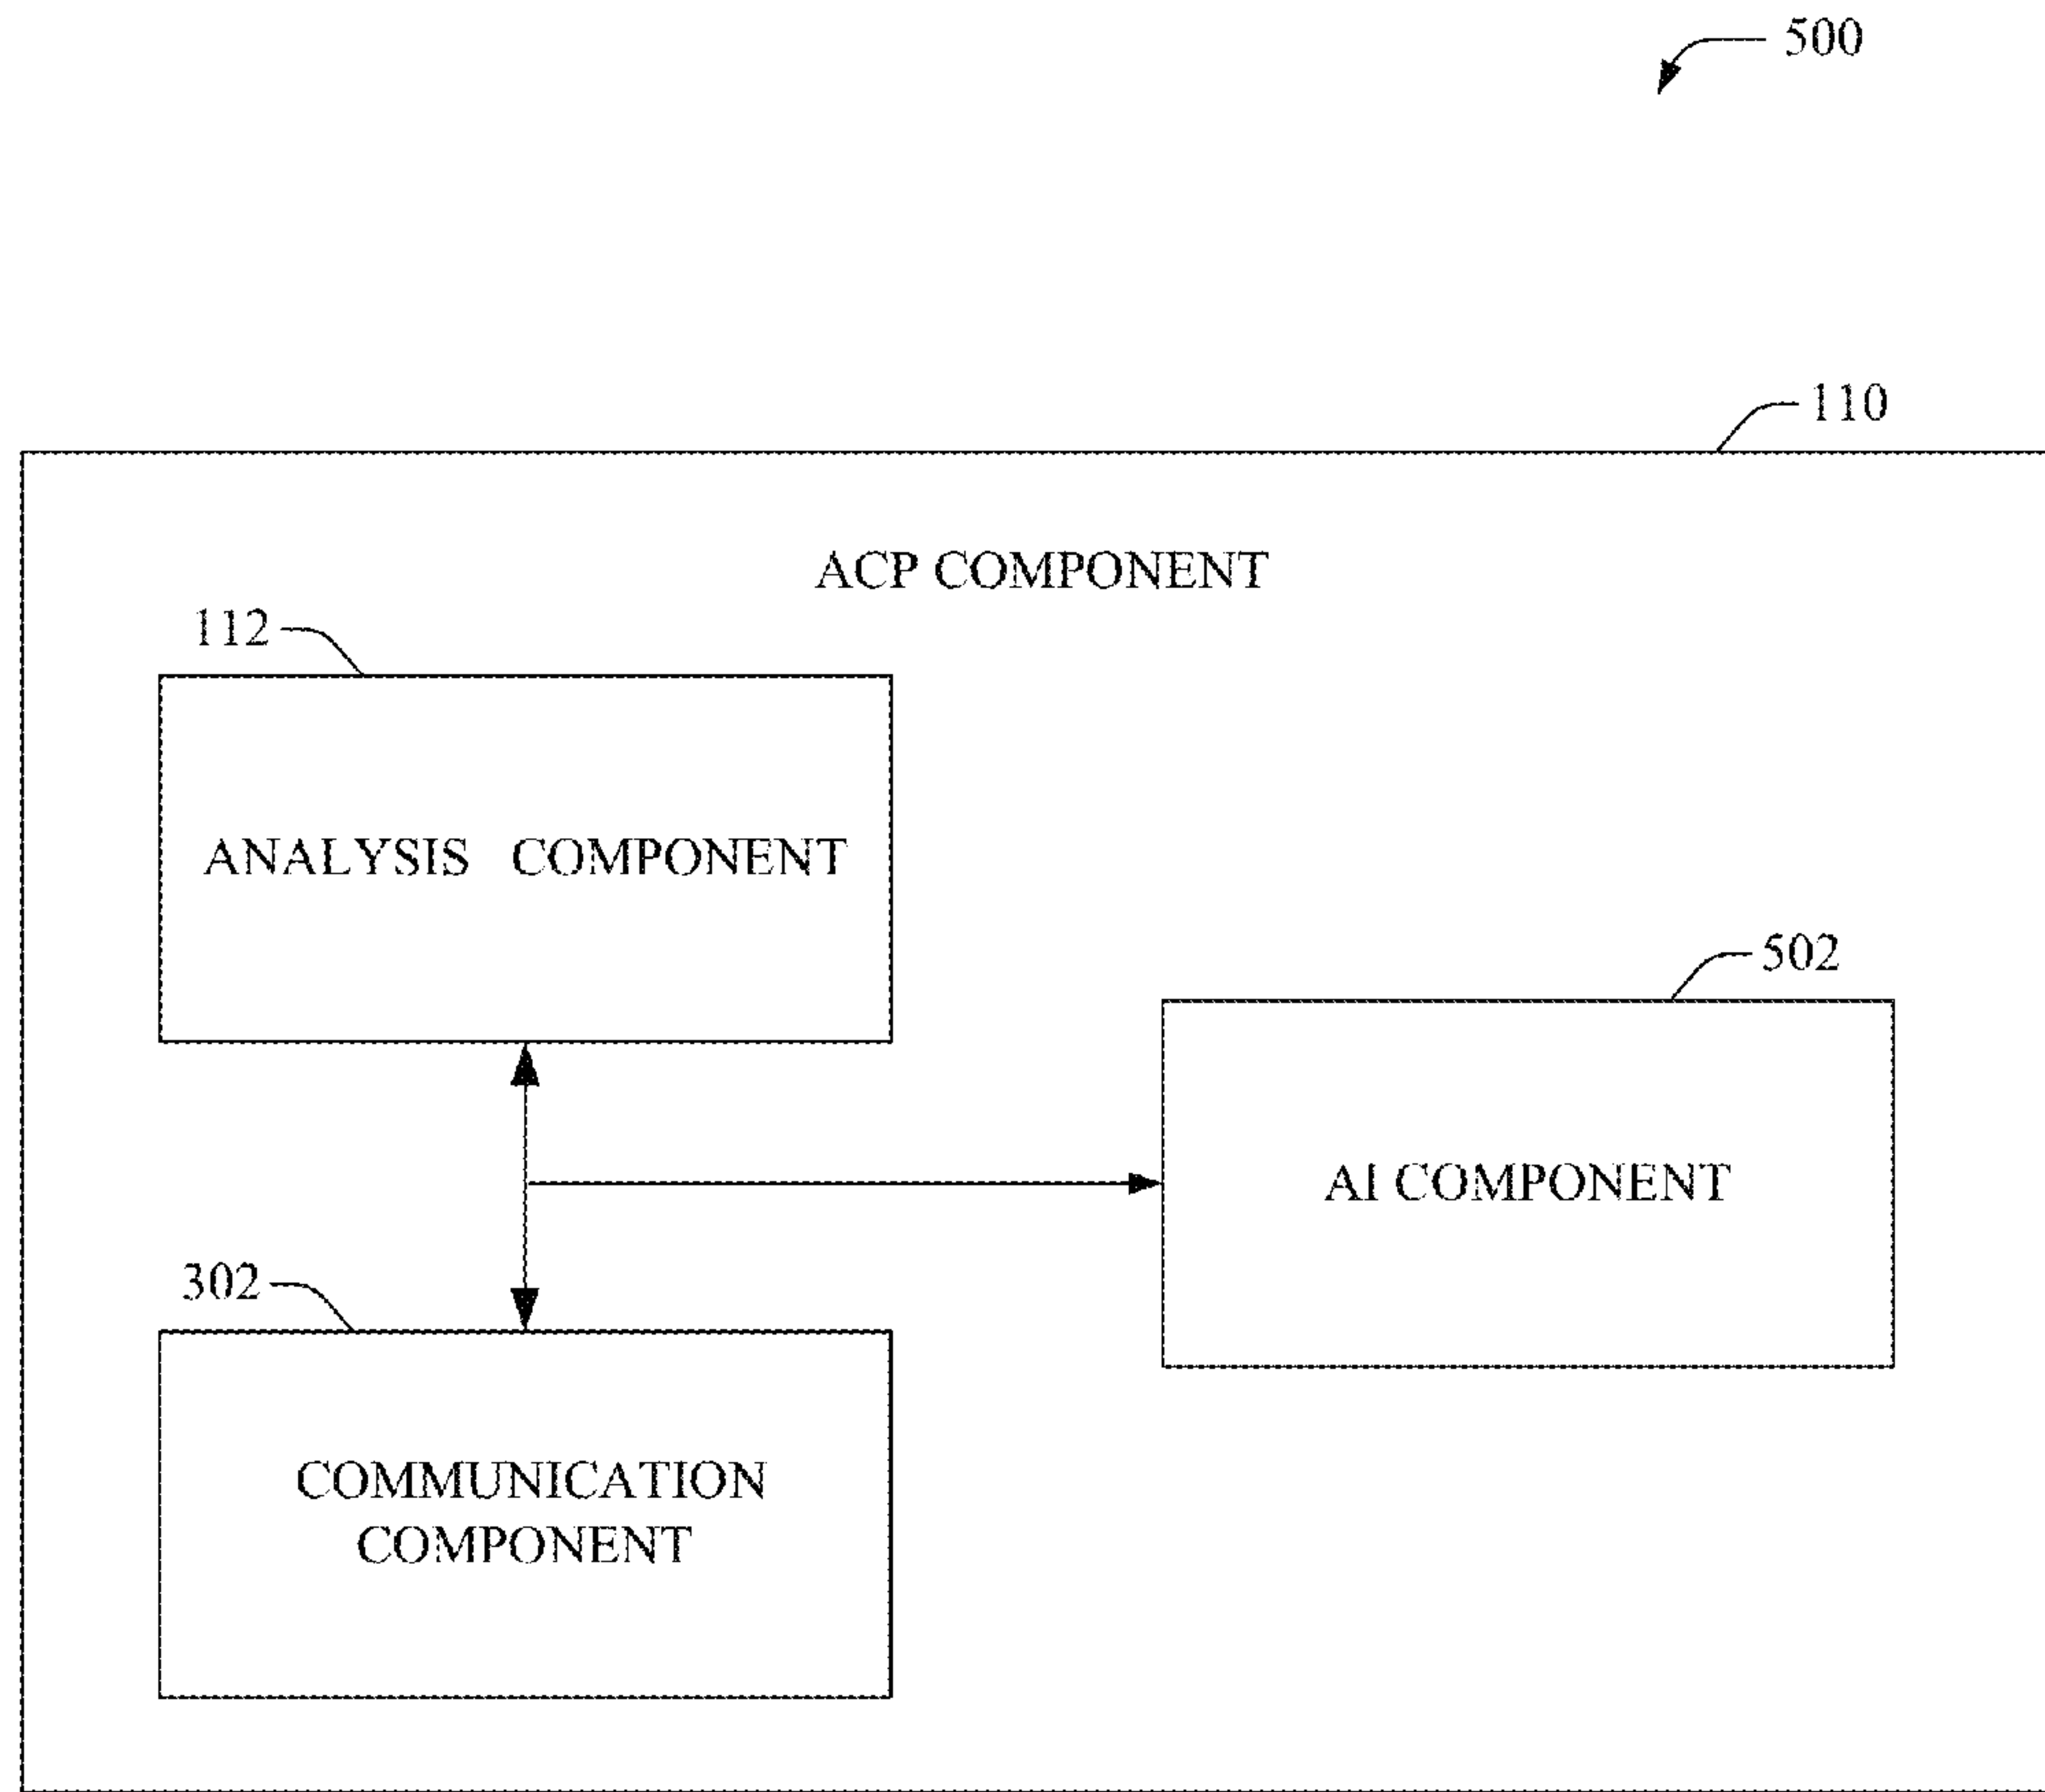 500
110
ACP COMPONENT
112
ANALYSIS COMPONENT
502
AI COMPONENT
302
COMMUNICATION
COMPONENT